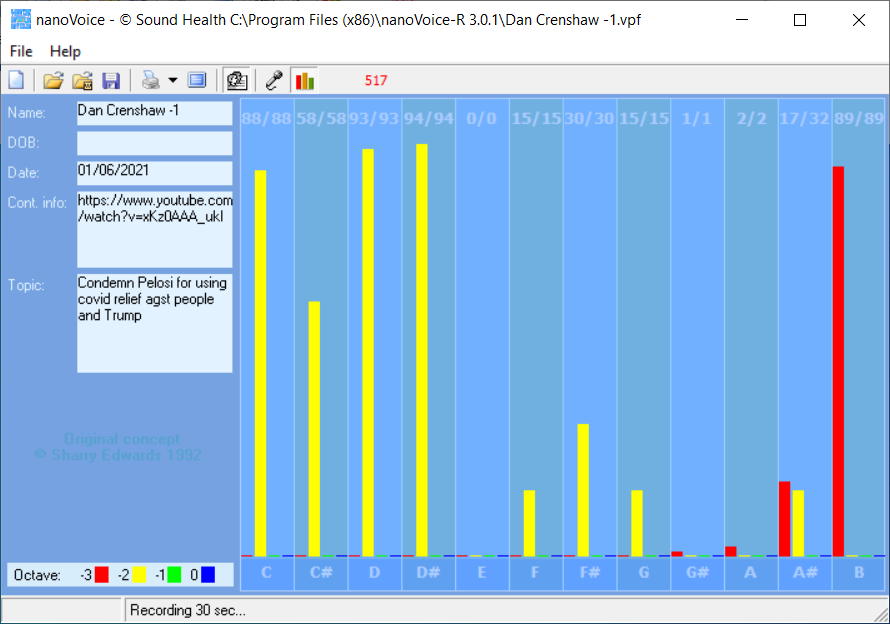 nanoVoice - © Sound Health C:\Program Files (x86)\nanoVoice-R 3.0.1\Dan Crenshaw -1.vpf
File Help
517
Name: Dan Crenshaw -1
DOB:
Date: 01/06/2021
Cont. info: https://www.youtube.com
/watch?v=xKz0AAA_ukI
Topic: Condemn Pelosi for using
covid relief agst people
and Trump
Original concept
© Sharry Edwards 1992
88/88 58/58 93/93 94/94 0/0 15/15 30/30 15/15 1/1 2/2 17/32 89/89
C C# D D# E F F# G G# A A# B
Octave: -3 -2 -1 0
Recording 30 sec...